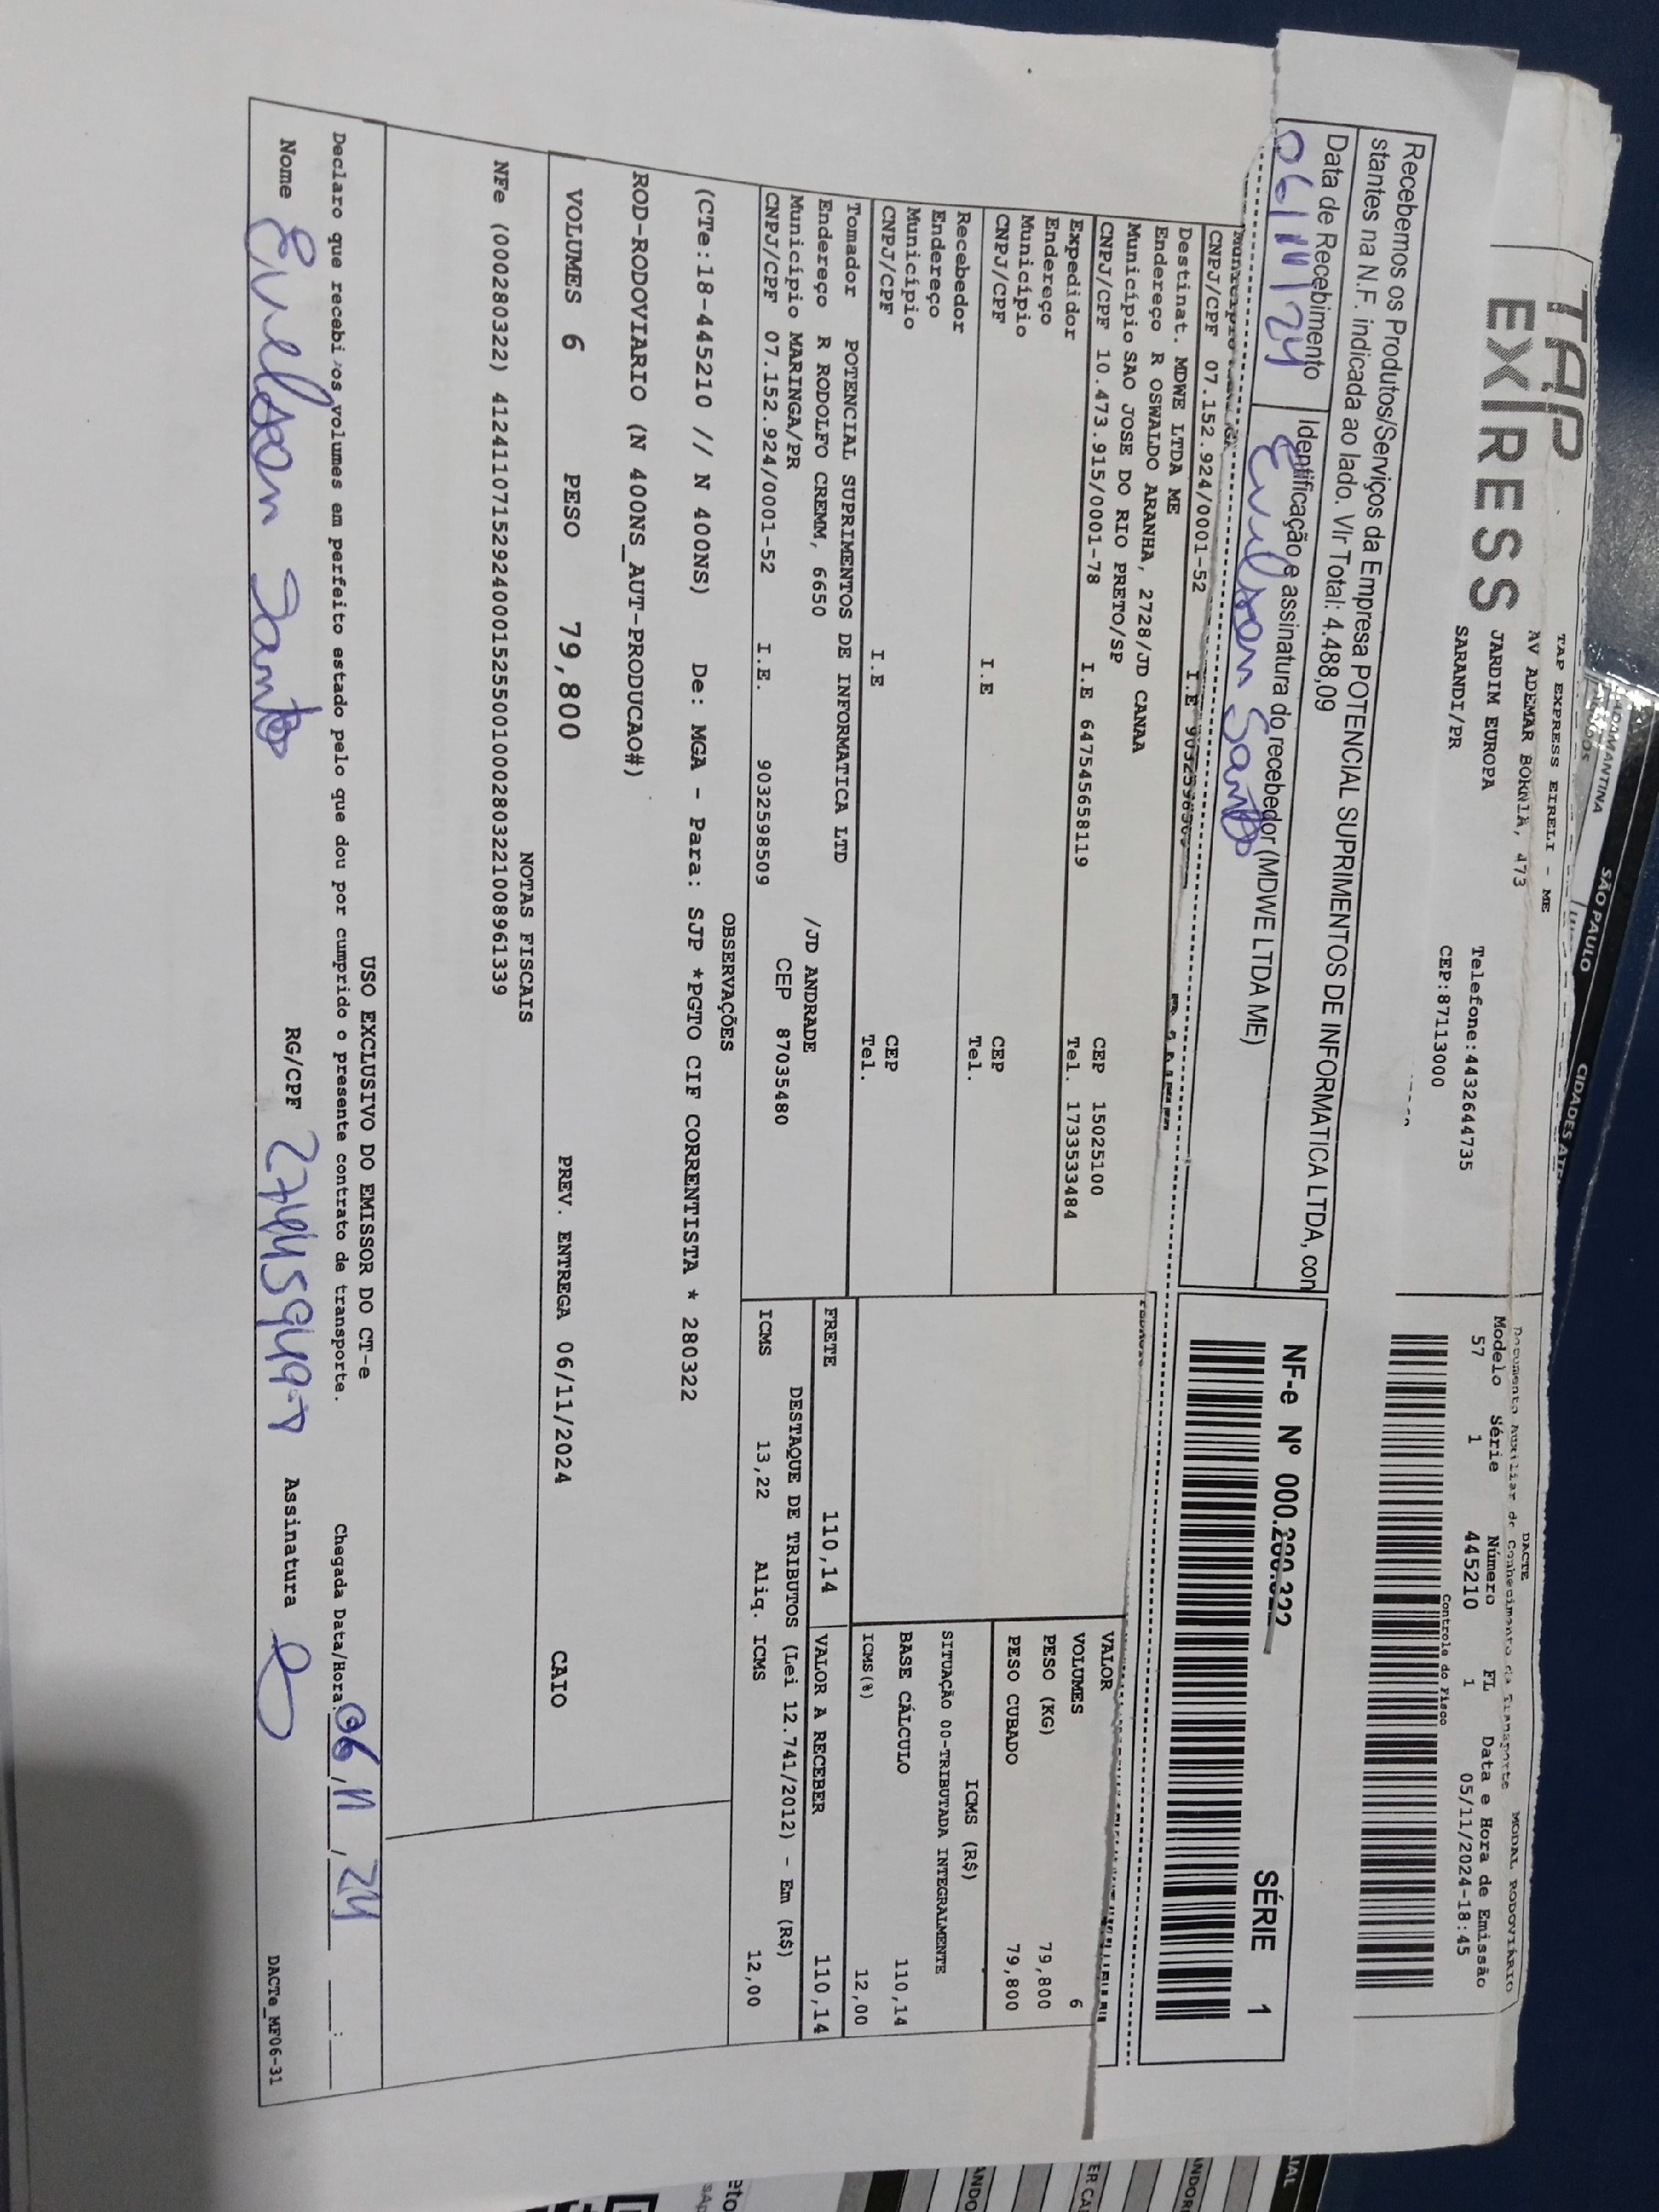 TAP
EXPRESS
TAP EXPRESS EIRELI - ME
AV ADEMAR BORNIA, 473
JARDIM EUROPA
SARANDI/PR
Telefone:4432644735
CEP:87113000
DACTE
Documento Auxiliar de Conhecimento de Transporte
MODAL RODOVIÁRIO
Modelo Série Número FL Data e Hora de Emissão
57 1 445210 1 05/11/2024-18:45
Controle do Fisco
Recebemos os Produtos/Serviços da Empresa POTENCIAL SUPRIMENTOS DE INFORMATICA LTDA, con
stantes na N.F. indicada ao lado. Vlr Total: 4.488,09
Data de Recebimento
06/11/24
Identificação e assinatura do recebedor (MDWE LTDA ME)
NF-e Nº 000.280.322
SÉRIE 1
CNPJ/CPF 07.152.924/0001-52 I.E
Destinat. MDWE LTDA ME
Endereço R OSWALDO ARANHA, 2728/JD CANAA
Município SAO JOSE DO RIO PRETO/SP CEP 15025100
CNPJ/CPF 10.473.915/0001-78 I.E 647545658119 Tel. 1733533484
Expedidor
Endereço
Município CEP
CNPJ/CPF I.E Tel.
Recebedor
Endereço
Município CEP
CNPJ/CPF I.E Tel.
Tomador POTENCIAL SUPRIMENTOS DE INFORMATICA LTD
Endereço R RODOLFO CREMM, 6650 /JD ANDRADE
Município MARINGA/PR CEP 87035480
CNPJ/CPF 07.152.924/0001-52 I.E. 9032598509
VALOR
VOLUMES 6
PESO (KG) 79,800
PESO CUBADO 79,800
ICMS (R$)
SITUAÇÃO 00-TRIBUTADA INTEGRALMENTE
BASE CÁLCULO 110,14
ICMS(%) 12,00
FRETE 110,14 VALOR A RECEBER 110,14
DESTAQUE DE TRIBUTOS (Lei 12.741/2012) - Em (R$)
ICMS 13,22 Aliq. ICMS 12,00
OBSERVAÇÕES
(CTe:18-445210 // N 400NS) De: MGA - Para: SJP *PGTO CIF CORRENTISTA * 280322
ROD-RODOVIARIO (N 400NS_AUT-PRODUCAO#)
VOLUMES 6 PESO 79,800 PREV. ENTREGA 06/11/2024 CAIO
NOTAS FISCAIS
NFe (000280322) 41241107152924000152550010002803221008961339
USO EXCLUSIVO DO EMISSOR DO CT-e
Declaro que recebi os volumes em perfeito estado pelo que dou por cumprido o presente contrato de transporte. Chegada Data/Hora: 06/11/24
Nome RG/CPF Assinatura
DACTe_MF06-31
SÃO PAULO